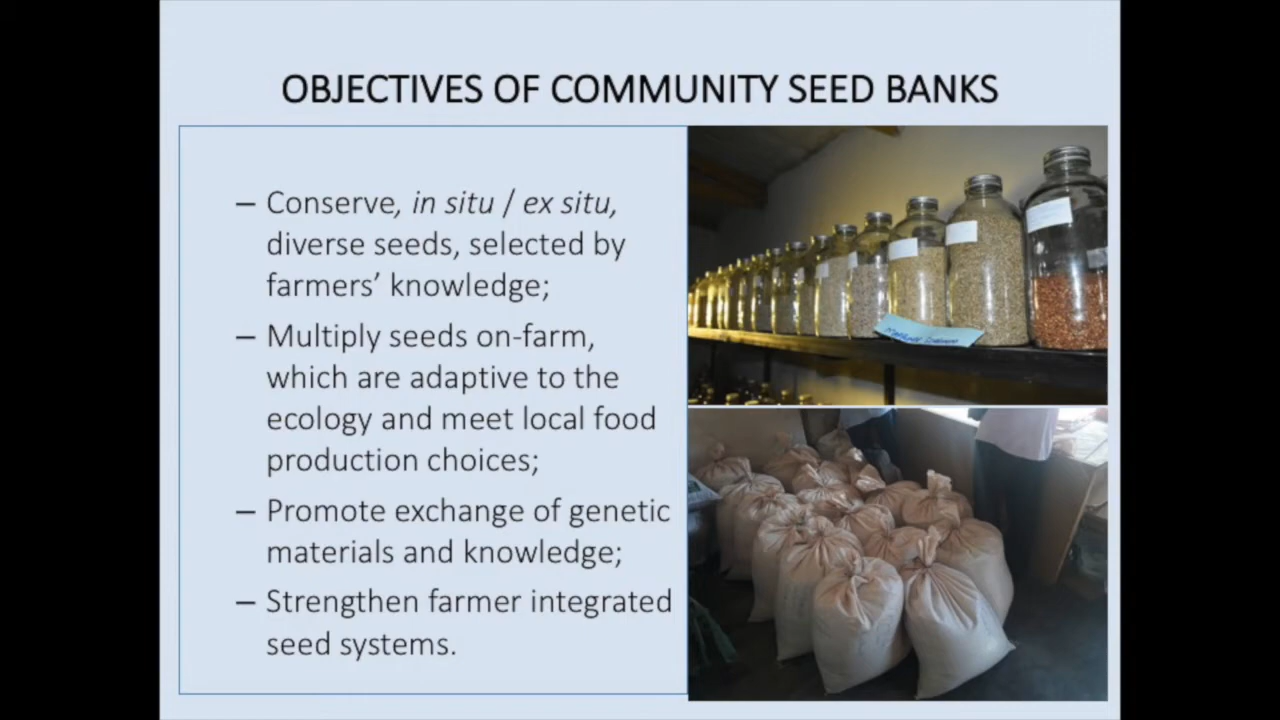 OBJECTIVES OF COMMUNITY SEED BANKS
– Conserve, in situ / ex situ,
diverse seeds, selected by
farmers’ knowledge;
– Multiply seeds on-farm,
which are adaptive to the
ecology and meet local food
production choices;
– Promote exchange of genetic
materials and knowledge;
– Strengthen farmer integrated
seed systems.